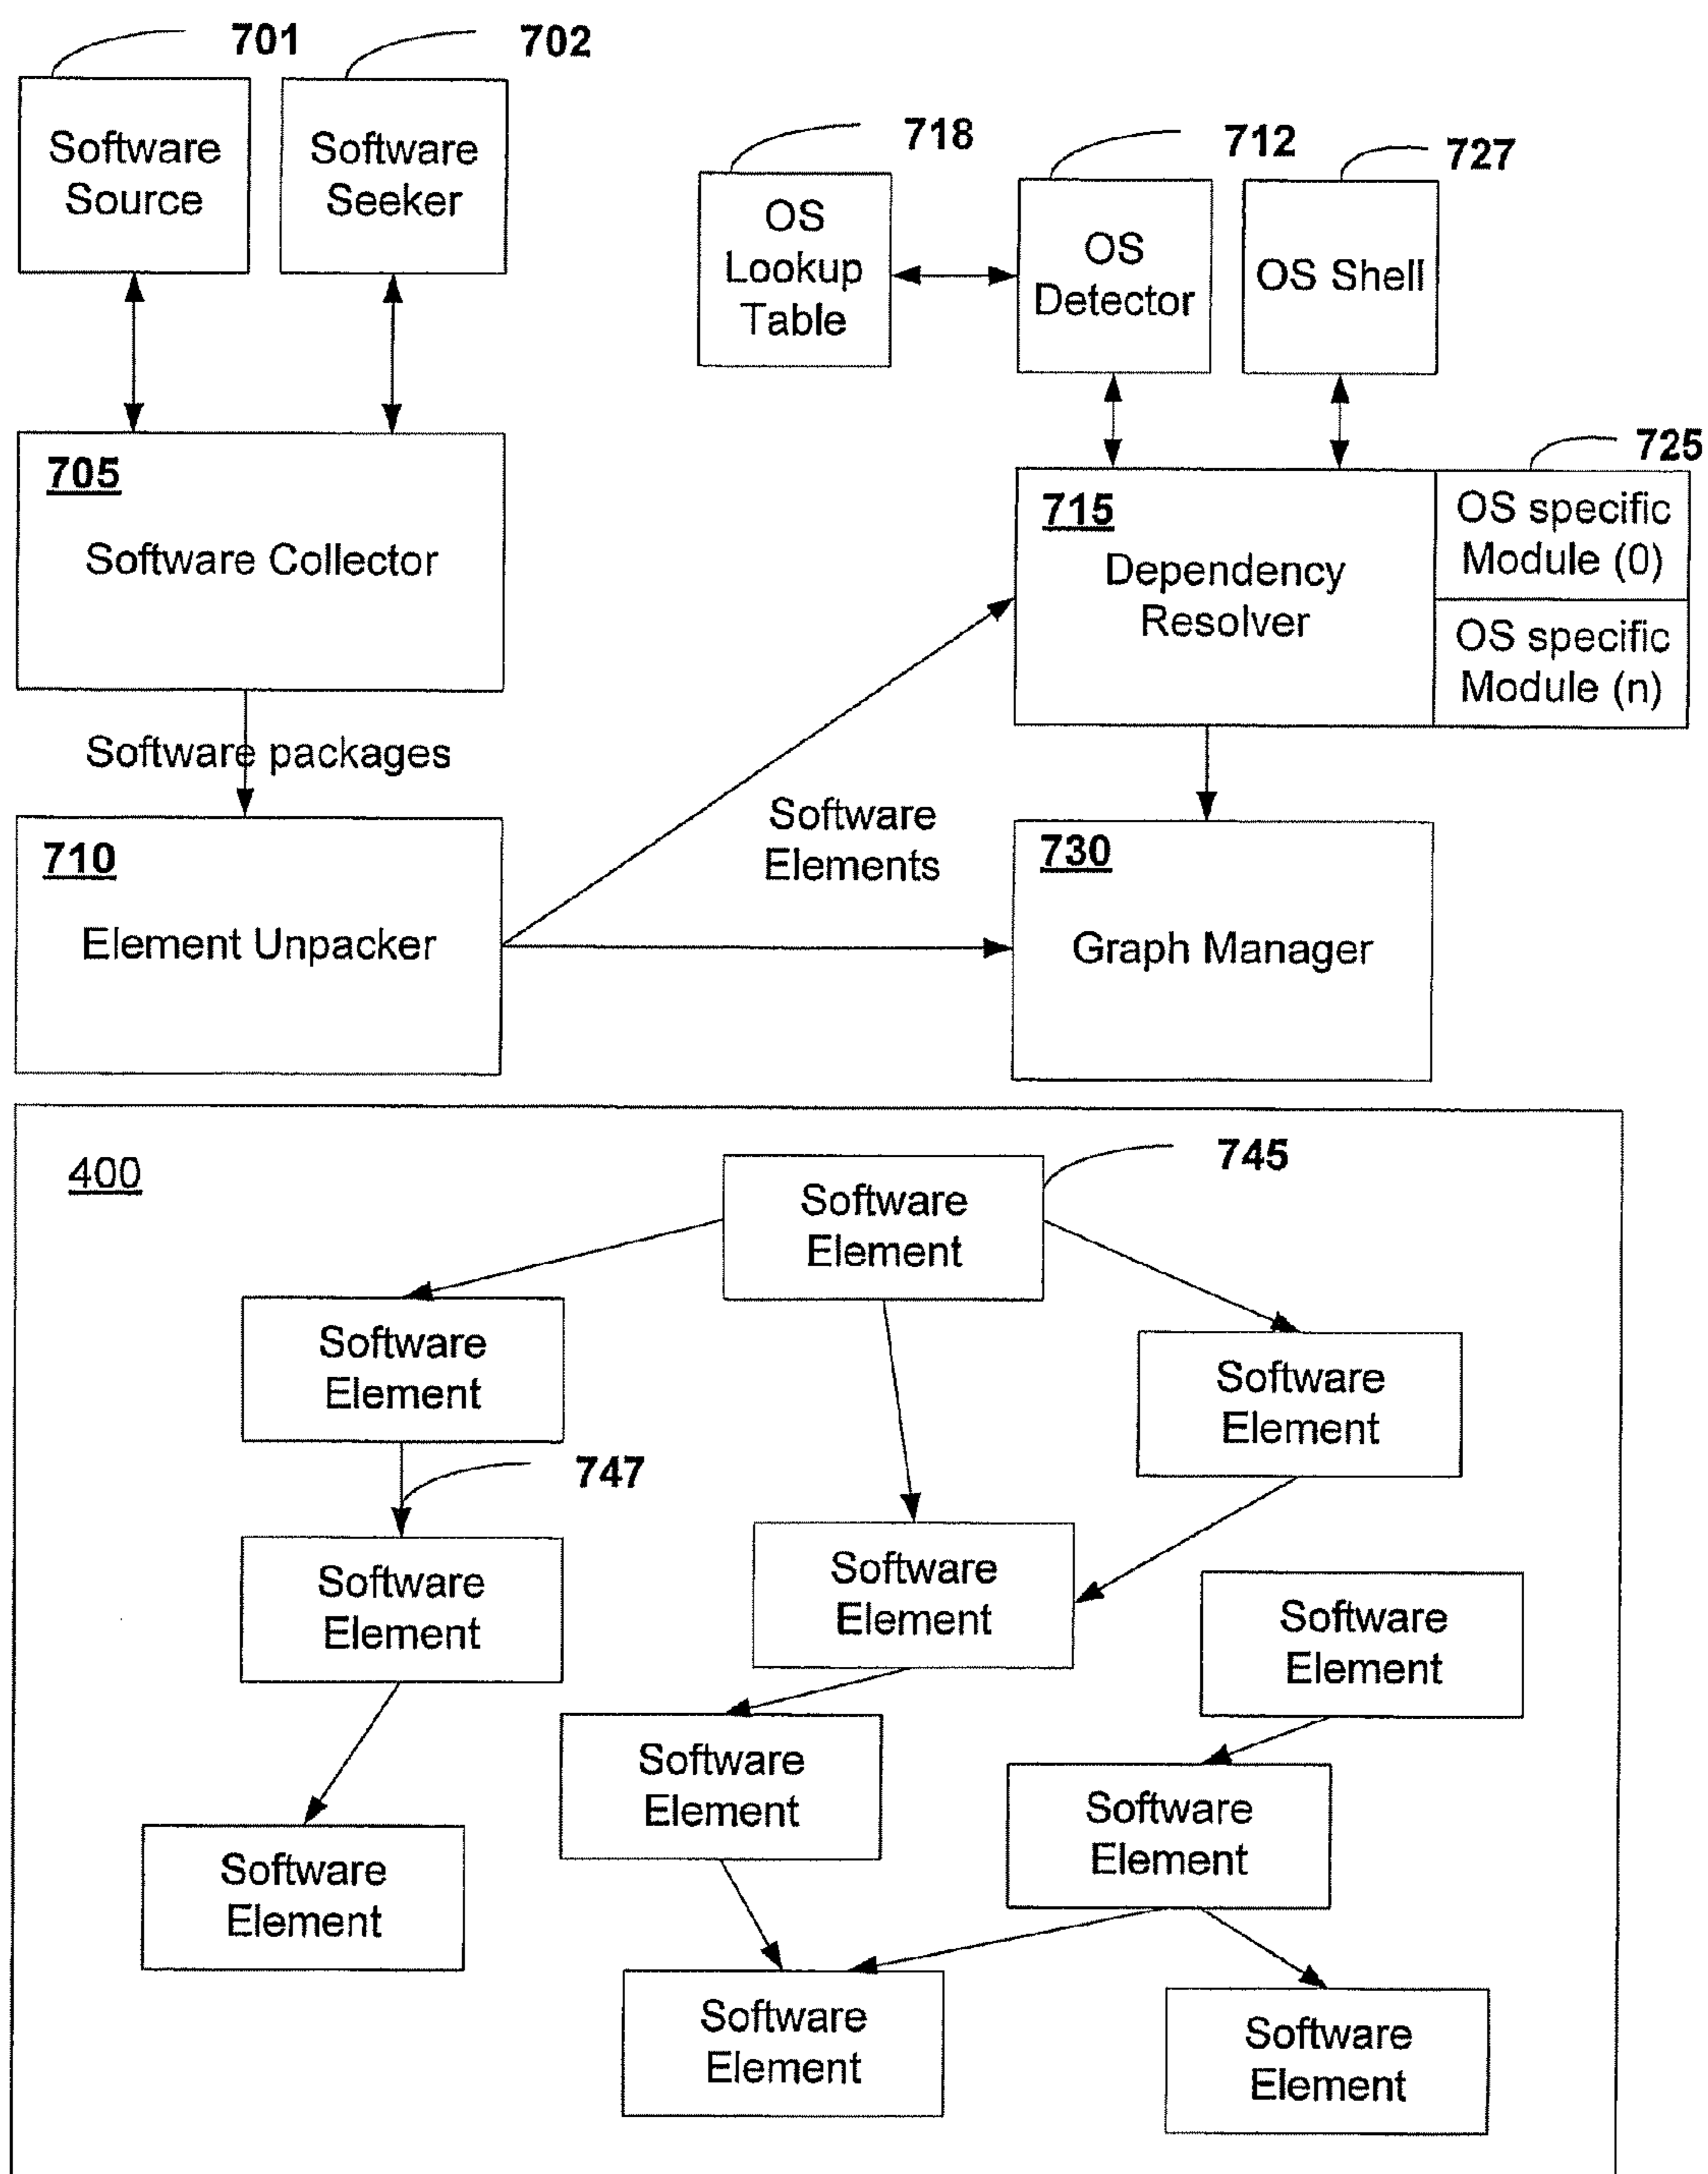 701
702
Software
Source
Software
Seeker
718
712
727
OS
Lookup
Table
OS
Detector
OS Shell
705
Software Collector
725
715
Dependency
Resolver
OS specific
Module (0)
OS specific
Module (n)
Software packages
Software
Elements
710
Element Unpacker
730
Graph Manager
400
745
Software
Element
Software
Element
Software
Element
747
Software
Element
Software
Element
Software
Element
Software
Element
Software
Element
Software
Element
Software
Element
Software
Element